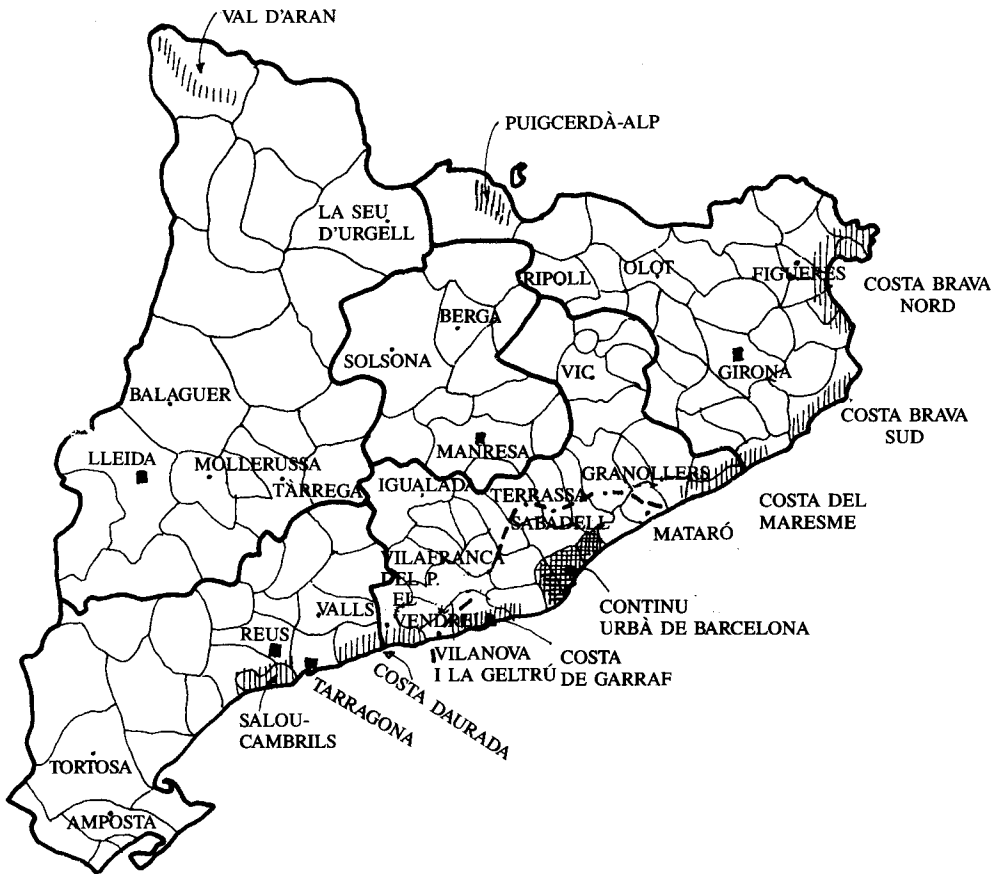 VAL D'ARAN
PUIGCERDÀ-ALP
LA SEU
D'URGELL
RIPOLL
OLOT
FIGUERES
COSTA BRAVA
NORD
BERGA
SOLSONA
VIC
GIRONA
BALAGUER
COSTA BRAVA
SUD
LLEIDA
MOLLERUSSA
TÀRREGA
MANRESA
IGUALADA
GRANOLLERS
TERRASSA
SABADELL
COSTA DEL
MARESME
MATARÓ
VILAFRANCA
DEL P.
EL
VENDRELL
VALLS
REUS
CONTINU
URBÀ DE BARCELONA
VILANOVA
I LA GELTRÚ
COSTA
DE GARRAF
COSTA DAURADA
TARRAGONA
SALOU-
CAMBRILS
TORTOSA
AMPOSTA